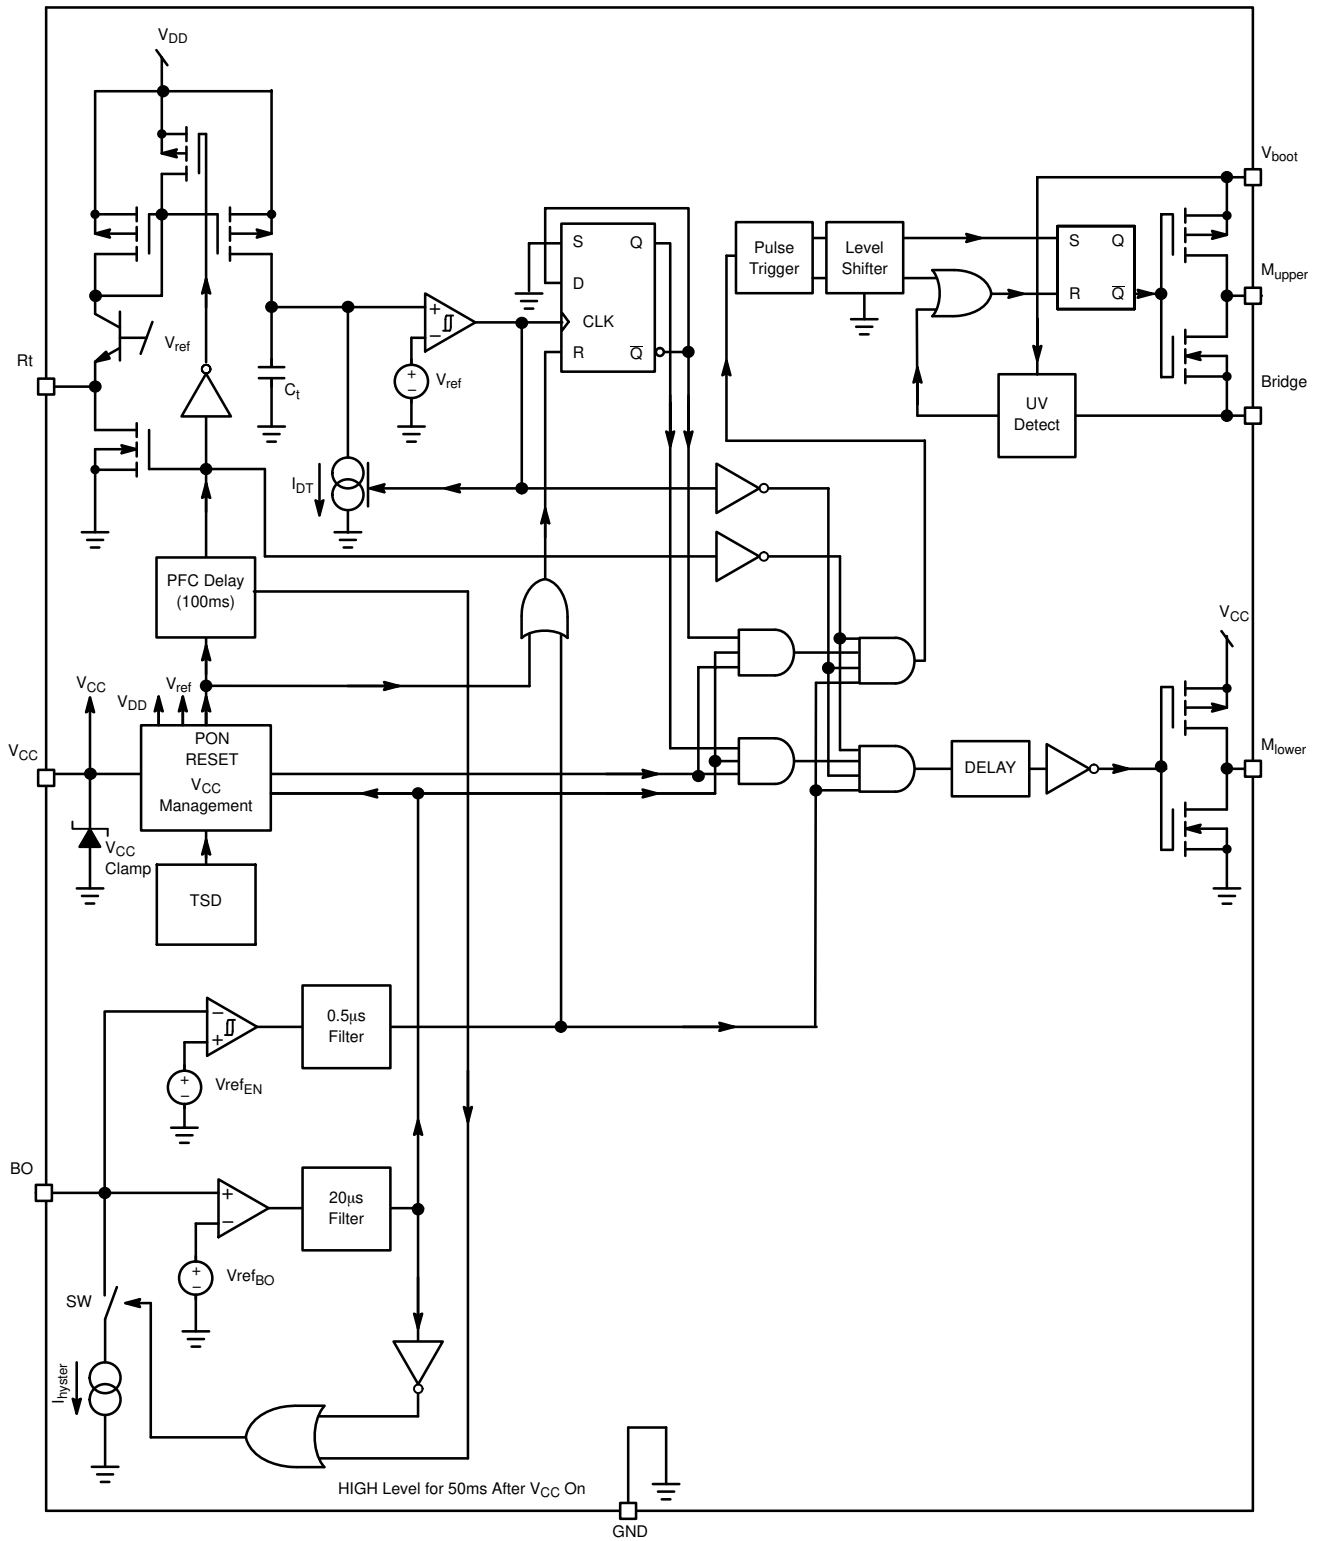 VDD
Vboot
S Q
D
CLK
R Q
Pulse
Trigger
Level
Shifter
S Q
R Q
Mupper
Vref
Rt
+
−
+
−
Vref
Ct
Bridge
UV
Detect
IDT
PFC Delay
(100ms)
VCC
VCC
Vref
VDD
PON
RESET
VCC
Management
VCC
Mlower
DELAY
VCC
Clamp
TSD
−
+
0.5μs
Filter
+
−
VrefEN
BO
+
−
20μs
Filter
+
−
VrefBO
SW
Ihyster
HIGH Level for 50ms After VCC On
GND